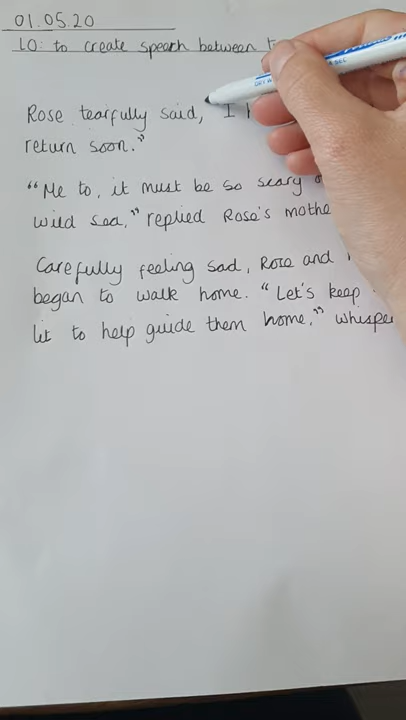 01.05.20
LO: to create speech between
Rose tearfully said, I
return soon."
"Me to, it must be so scary
wild sea," replied Rose's mothe
Carefully feeling sad, Rose and
began to walk home. "Let's keep
lit to help guide them home," whispe